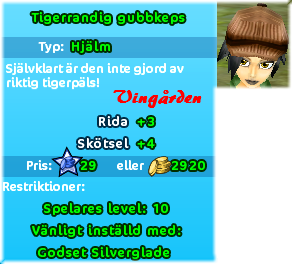 Tigerrandig gubbkeps
Typ: Hjälm
Självklart är den inte gjord av
riktig tigerpäls!
Vingården
Rida +3
Skötsel +4
Pris: 29 eller 2920
Restriktioner:
Spelares level: 10
Vänligt inställd med:
Godset Silverglade